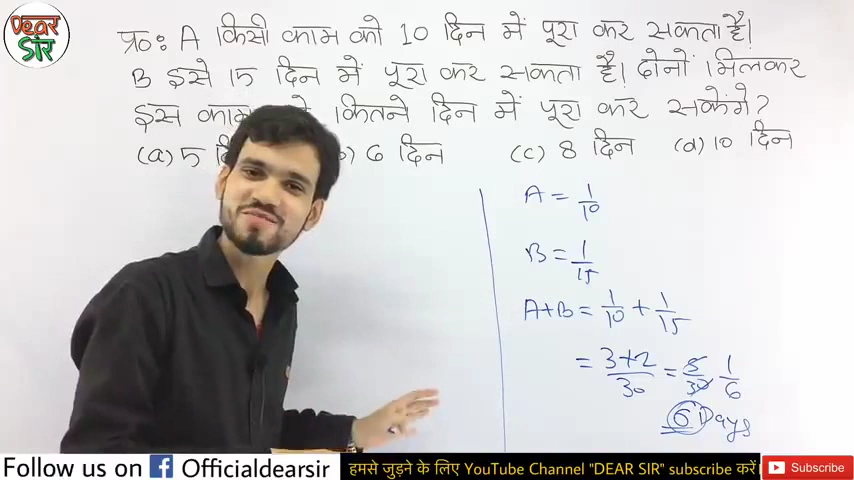 DEAR SIR
प्र०: A किसी काम को 10 दिन में पूरा कर सकता है।
B इसे 15 दिन में पूरा कर सकता है। दोनों मिलकर
इस काम कितने दिन में पूरा कर सकेंगे?
(a) 5 ) 6 दिन (c) 8 दिन (d) 10 दिन
A = 1/10
B = 1/15
A+B = 1/10 + 1/15
= 3+2/30 = 5/30 1/6
6 Days
Follow us on f Officialdearsir
हमसे जुड़ने के लिए YouTube Channel "DEAR SIR" subscribe करें।
Subscribe